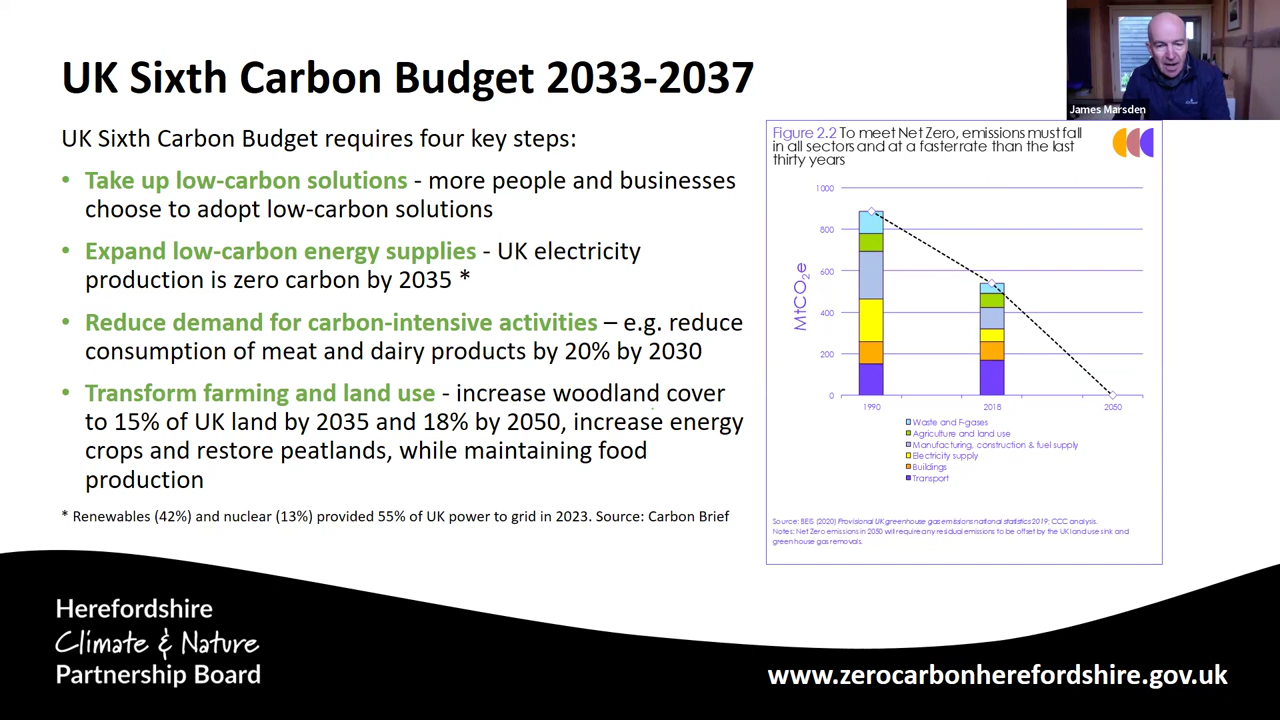 UK Sixth Carbon Budget 2033-2037
James Marsden
UK Sixth Carbon Budget requires four key steps:
• Take up low-carbon solutions - more people and businesses
choose to adopt low-carbon solutions
• Expand low-carbon energy supplies - UK electricity
production is zero carbon by 2035 *
• Reduce demand for carbon-intensive activities – e.g. reduce
consumption of meat and dairy products by 20% by 2030
• Transform farming and land use - increase woodland cover
to 15% of UK land by 2035 and 18% by 2050, increase energy
crops and restore peatlands, while maintaining food
production
* Renewables (42%) and nuclear (13%) provided 55% of UK power to grid in 2023. Source: Carbon Brief
Figure 2.2 To meet Net Zero, emissions must fall
in all sectors and at a faster rate than the last
thirty years
MtCO2e
1000
800
600
400
200
0
1990 2018 2050
Waste and F-gases
Agriculture and land use
Manufacturing, construction & fuel supply
Electricity supply
Buildings
Transport
Source: BEIS (2020) Provisional UK greenhouse gas emissions national statistics 2019; CCC analysis.
Notes: Net Zero emissions in 2050 will require any residual emissions to be offset by the UK land use sink and
greenhouse gas removals.
Herefordshire
Climate & Nature
Partnership Board
www.zerocarbonherefordshire.gov.uk